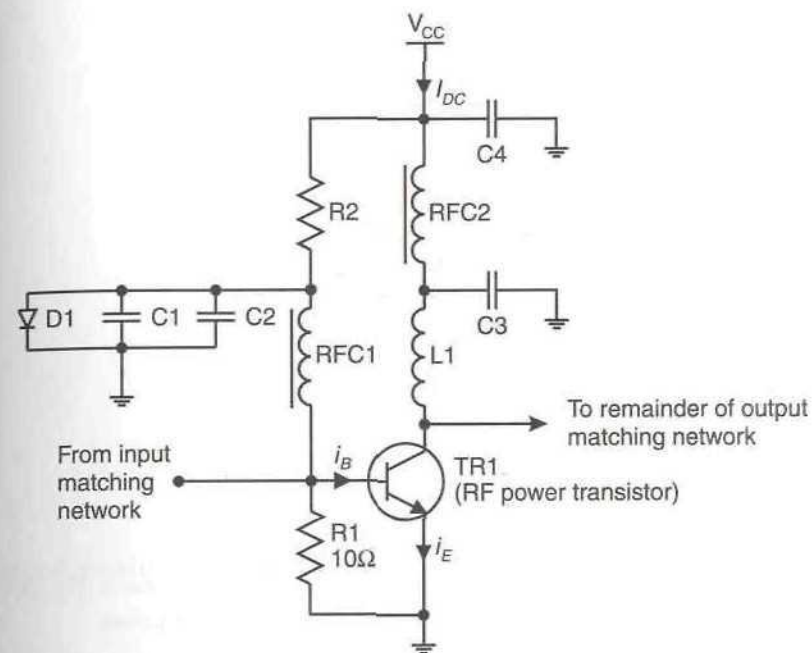 V_CC
I_DC
C4
R2
RFC2
D1
C1
C2
C3
RFC1
L1
To remainder of output
matching network
From input
matching
network
i_B
TR1
(RF power transistor)
R1
10Ω
i_E